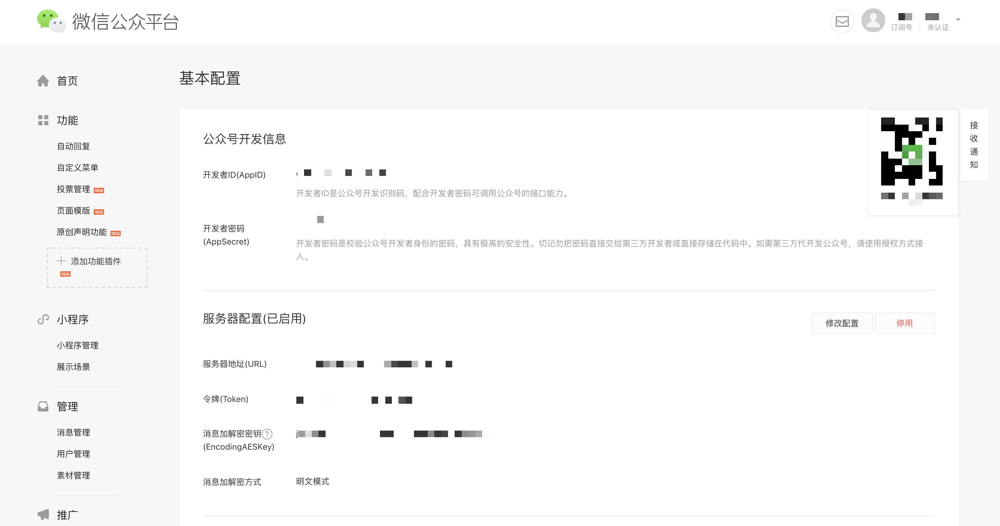 微信公众平台
订阅号 未认证
首页
功能
自动回复
自定义菜单
投票管理 NEW
页面模版 NEW
原创声明功能 NEW
添加功能插件
NEW
小程序
小程序管理
展示场景
管理
消息管理
用户管理
素材管理
推广
基本配置
公众号开发信息
开发者ID(AppID)
开发者ID是公众号开发识别码，配合开发者密码可调用公众号的接口能力。
开发者密码
(AppSecret)
开发者密码是校验公众号开发者身份的密码，具有极高的安全性。切记勿把密码直接交给第三方开发者或直接存储在代码中。如需第三方代开发公众号，请使用授权方式接
入。
服务器配置(已启用)
修改配置
停用
服务器地址(URL)
令牌(Token)
消息加解密密钥?
(EncodingAESKey)
j
消息加解密方式 明文模式
接
收
通
知